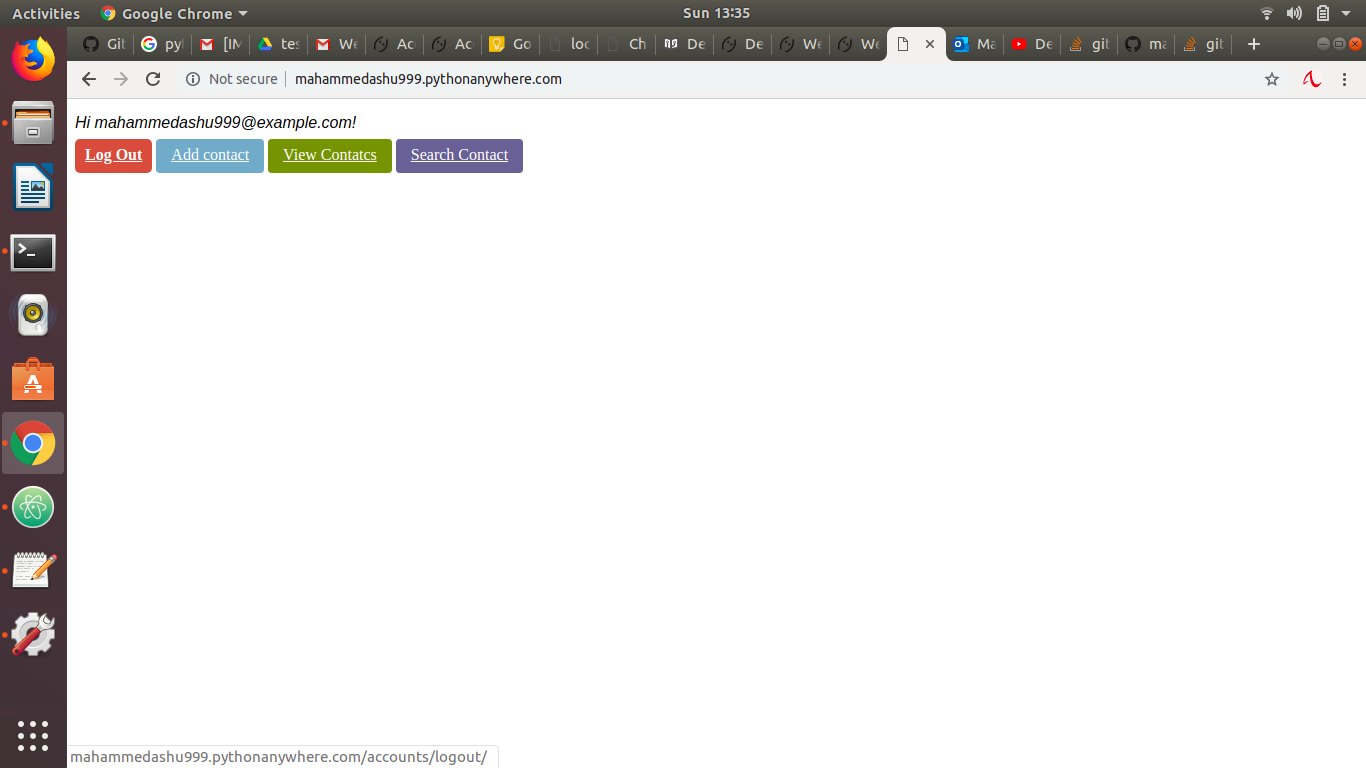 Activities Google Chrome Sun 13:35
Git pyt [IM tes We Ac Ac Go loc Ch De De We We Ma De git ma git
Not secure mahammedashu999.pythonanywhere.com
Hi mahammedashu999@example.com!
Log Out Add contact View Contatcs Search Contact
mahammedashu999.pythonanywhere.com/accounts/logout/